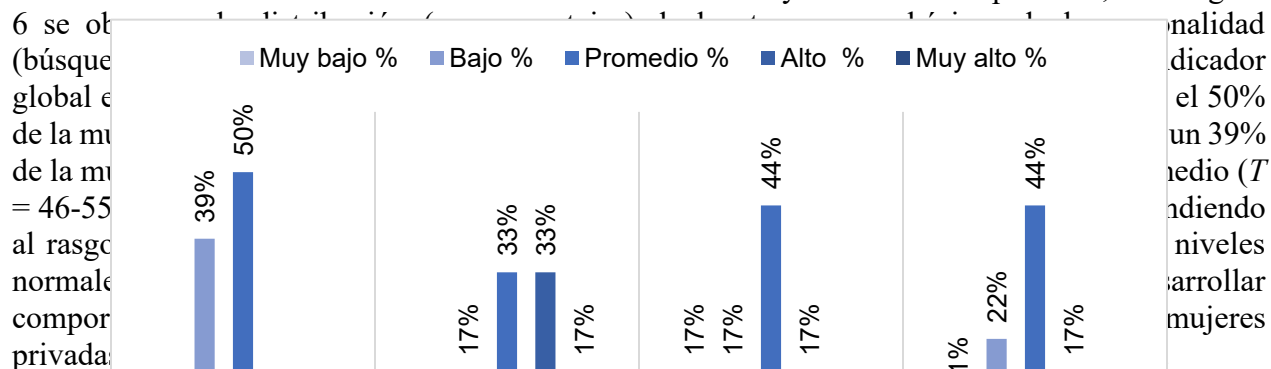 6 se
(búsque
global e
de la mu
de la mu
= 46-55
al rasgo
normale
compor
privadas
Muy bajo % Bajo % Promedio % Alto % Muy alto %
39% 50%
17% 33% 33% 17%
17% 17% 44% 17%
22% 44% 17%
onalidad
dicador
el 50%
un 39%
medio (T
ndiendo
niveles
sarrollar
mujeres